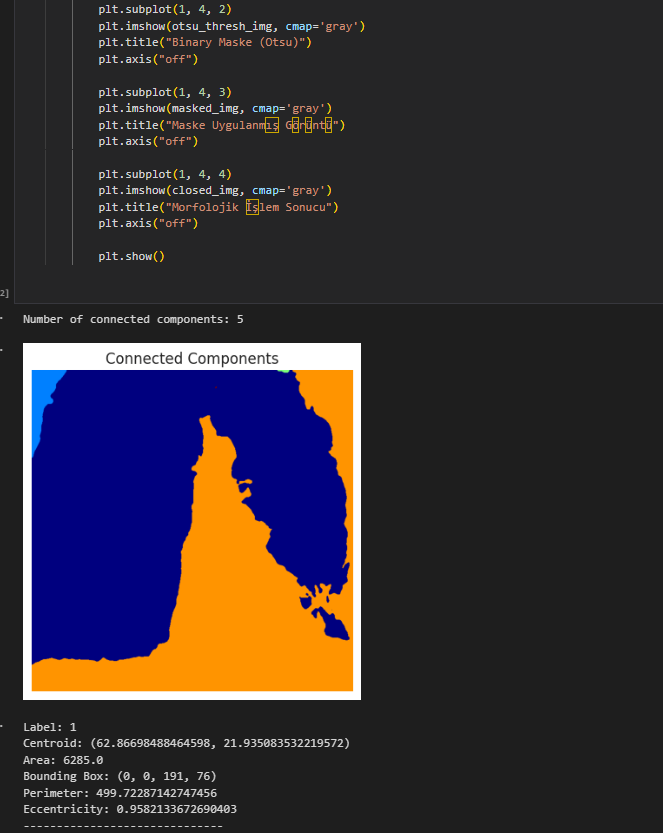 plt.subplot(1, 4, 2)
plt.imshow(otsu_thresh_img, cmap='gray')
plt.title("Binary Maske (Otsu)")
plt.axis("off")
plt.subplot(1, 4, 3)
plt.imshow(masked_img, cmap='gray')
plt.title("Maske Uygulanmış Görüntü")
plt.axis("off")
plt.subplot(1, 4, 4)
plt.imshow(closed_img, cmap='gray')
plt.title("Morfolojik İşlem Sonucu")
plt.axis("off")
plt.show()
2]
Number of connected components: 5
Connected Components
Label: 1
Centroid: (62.86698488464598, 21.935083532219572)
Area: 6285.0
Bounding Box: (0, 0, 191, 76)
Perimeter: 499.72287142747456
Eccentricity: 0.9582133672690403
------------------------------